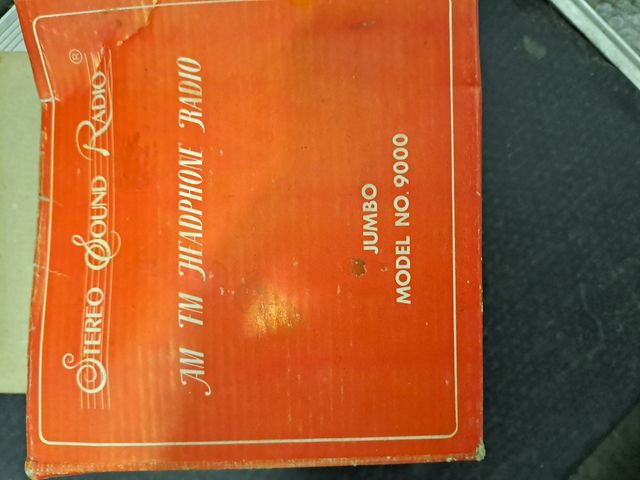 STEREO SOUND RADIO ®
AM FM HEADPHONE RADIO
JUMBO
MODEL NO. 9000